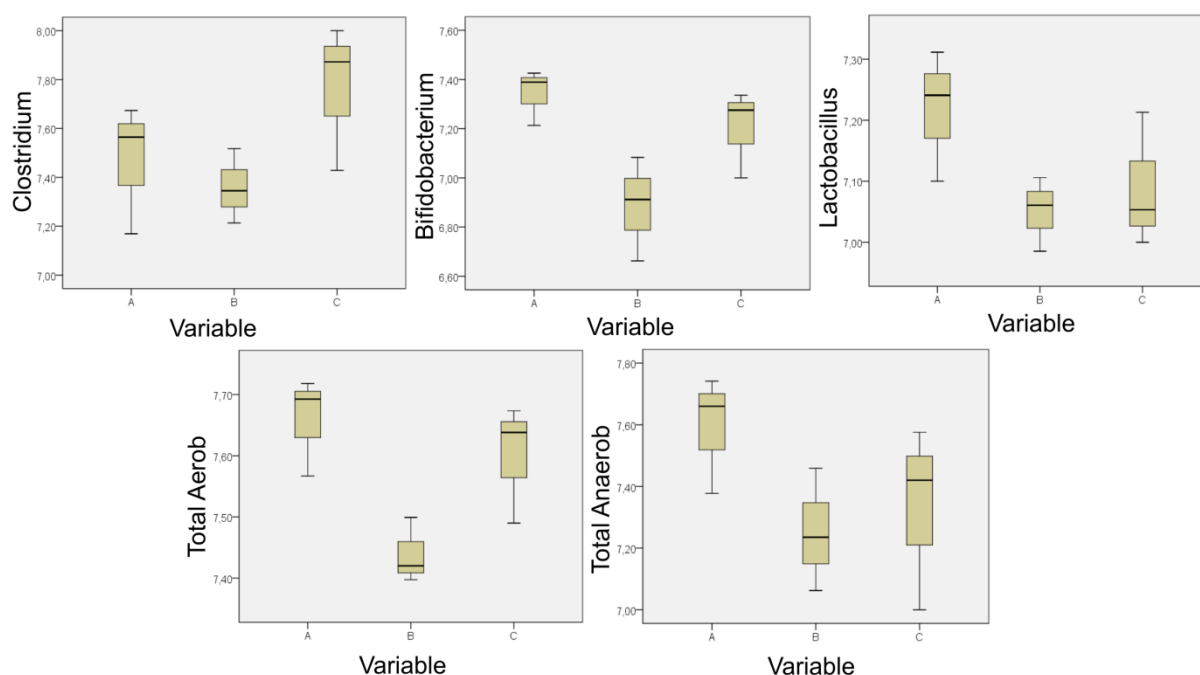 Clostridium
8,00
7,80
7,60
7,40
7,20
7,00
A B C
Variable
Bifidobacterium
7,60
7,40
7,20
7,00
6,80
6,60
A B C
Variable
Lactobacillus
7,30
7,20
7,10
7,00
A B C
Variable
Total Aerob
7,70
7,60
7,50
7,40
A B C
Variable
Total Anaerob
7,80
7,60
7,40
7,20
7,00
A B C
Variable